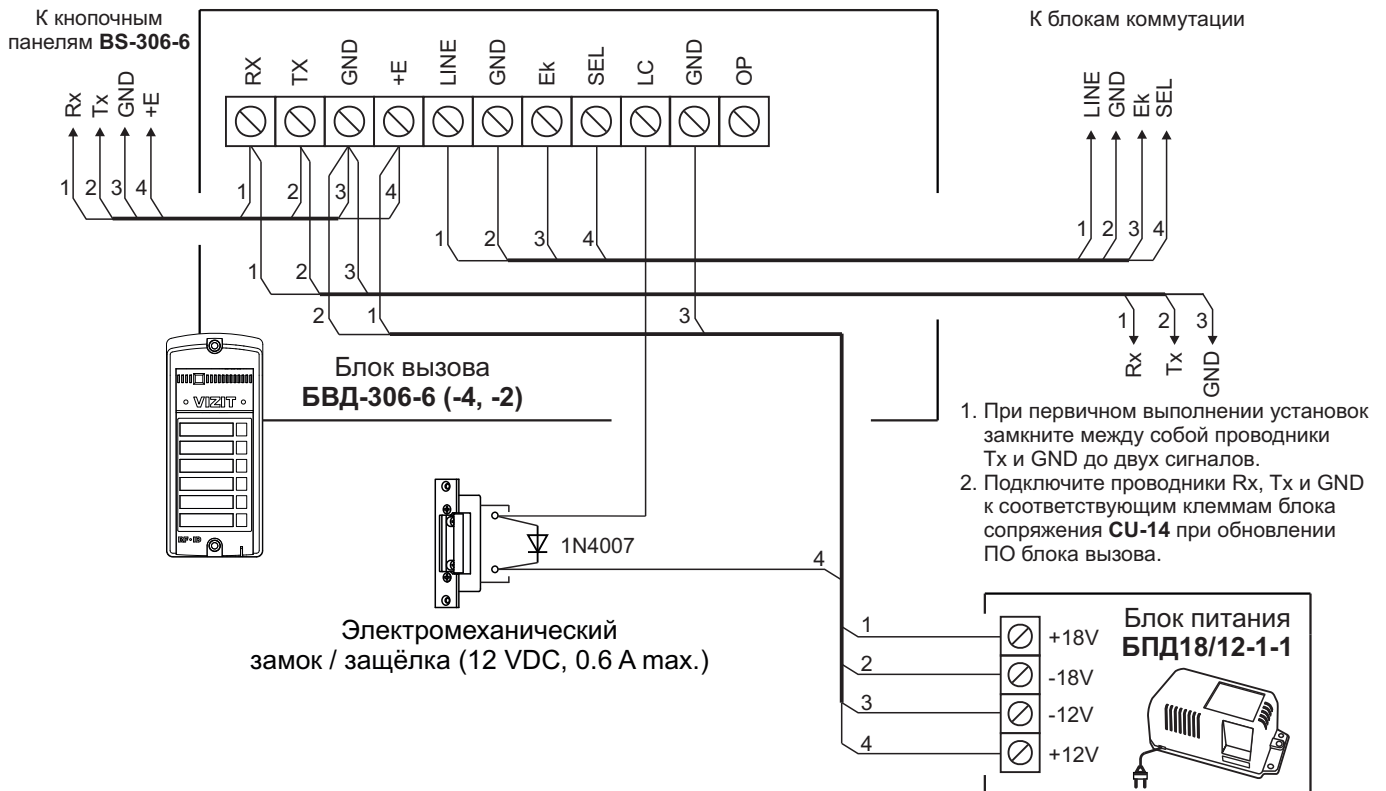 К кнопочным
панелям BS-306-6
К блокам коммутации
RX
TX
GND
+E
LINE
GND
Ek
SEL
LC
GND
OP
Rx
Tx
GND
+E
LINE
GND
Ek
SEL
1
2
3
4
1
2
3
4
1
2
3
4
1
2
3
4
1
2
3
2
1
3
1
2
3
Rx
Tx
GND
VIZIT
RF-ID
Блок вызова
БВД-306-6 (-4, -2)
1. При первичном выполнении установок
замкните между собой проводники
Tx и GND до двух сигналов.
2. Подключите проводники Rx, Tx и GND
к соответствующим клеммам блока
сопряжения CU-14 при обновлении
ПО блока вызова.
1N4007
4
Электромеханический
замок / защёлка (12 VDC, 0.6 A max.)
Блок питания
БПД18/12-1-1
1
+18V
2
-18V
3
-12V
4
+12V